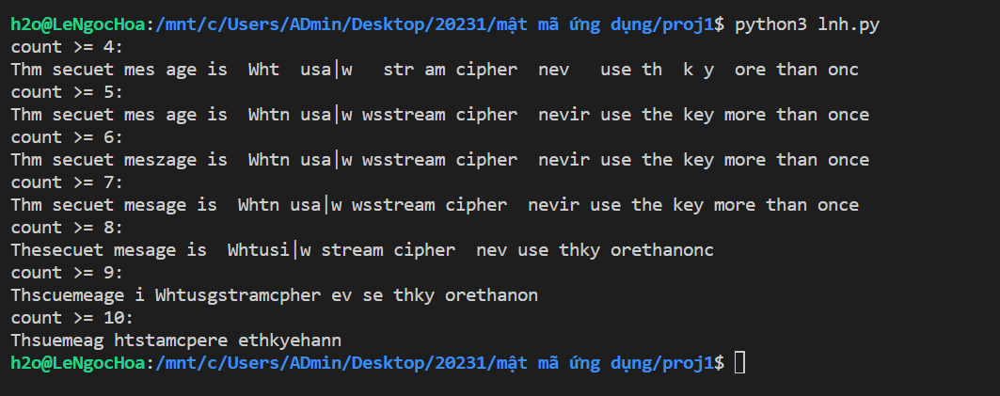 h2o@LeNgocHoa:/mnt/c/Users/ADmin/Desktop/20231/mật mã ứng dụng/proj1$ python3 lnh.py
count >= 4:
Thm secuet mes age is  Wht  usa|w   str am cipher  nev   use th  k y  ore than onc
count >= 5:
Thm secuet mes age is  Whtn usa|w wsstream cipher  nevir use the key more than once
count >= 6:
Thm secuet meszage is  Whtn usa|w wsstream cipher  nevir use the key more than once
count >= 7:
Thm secuet mesage is  Whtn usa|w wsstream cipher  nevir use the key more than once
count >= 8:
Thesecuet mesage is  Whtusi|w stream cipher  nev use thky orethanonc
count >= 9:
Thscuemeage i Whtusgstramcpher ev se thky orethanon
count >= 10:
Thsuemeag htstamcpere ethkyehann
h2o@LeNgocHoa:/mnt/c/Users/ADmin/Desktop/20231/mật mã ứng dụng/proj1$